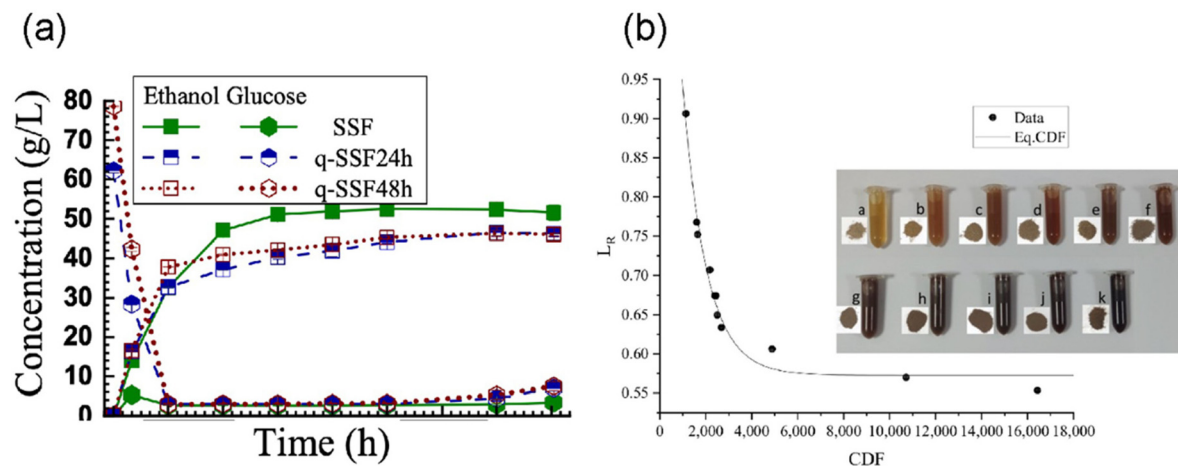 (a)
Concentration (g/L)
80
70
60
50
40
30
20
10
0
Ethanol Glucose
SSF
q-SSF24h
q-SSF48h
Time (h)
(b)
L_R
0.95
0.90
0.85
0.80
0.75
0.70
0.65
0.60
0.55
Data
Eq.CDF
a b c d e f
g h i j k
0 2,000 4,000 6,000 8,000 10,000 12,000 14,000 16,000 18,000
CDF